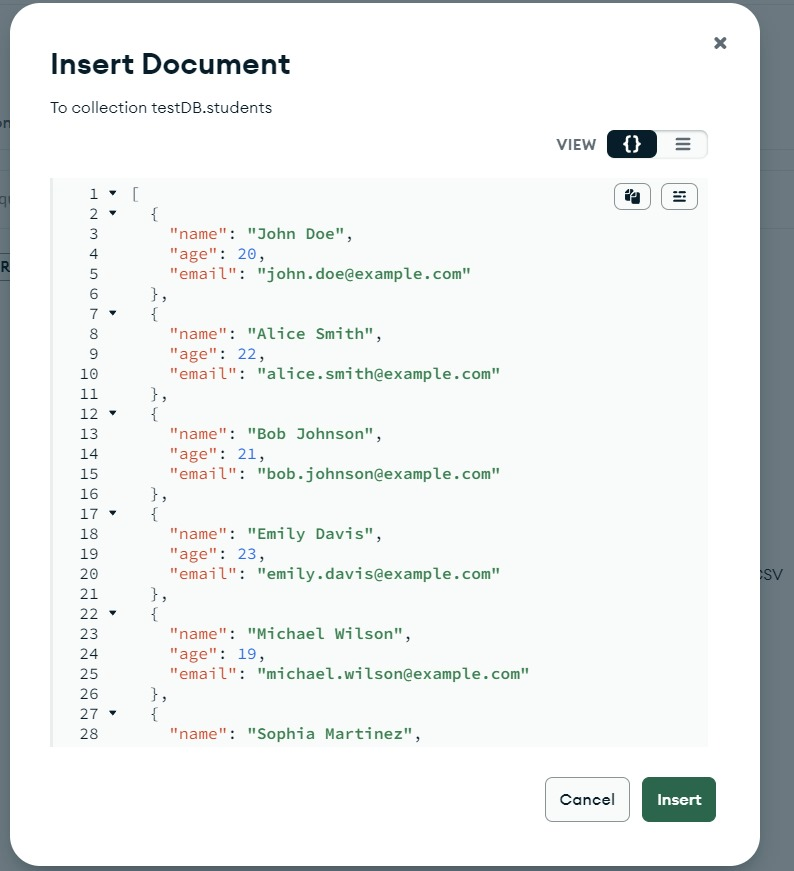 Insert Document
To collection testDB.students
VIEW {}
1 [
2 {
3 "name": "John Doe",
4 "age": 20,
5 "email": "john.doe@example.com"
6 },
7 {
8 "name": "Alice Smith",
9 "age": 22,
10 "email": "alice.smith@example.com"
11 },
12 {
13 "name": "Bob Johnson",
14 "age": 21,
15 "email": "bob.johnson@example.com"
16 },
17 {
18 "name": "Emily Davis",
19 "age": 23,
20 "email": "emily.davis@example.com"
21 },
22 {
23 "name": "Michael Wilson",
24 "age": 19,
25 "email": "michael.wilson@example.com"
26 },
27 {
28 "name": "Sophia Martinez",
CSV
Cancel Insert